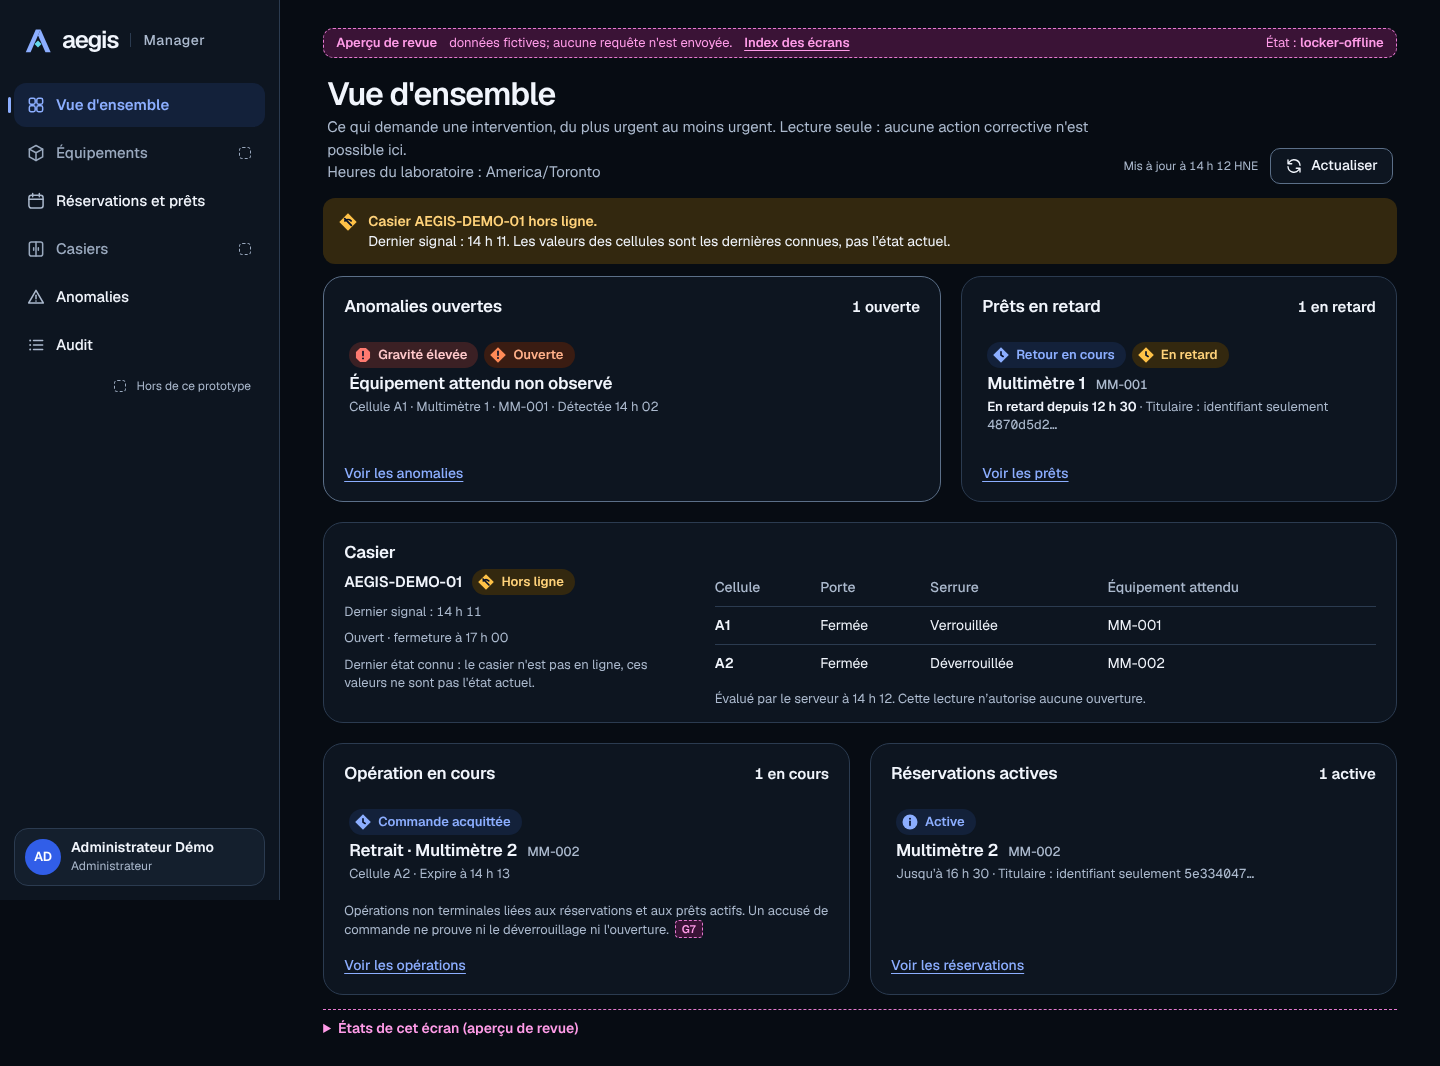 aegis
Manager
Vue d'ensemble
Équipements
Réservations et prêts
Casiers
Anomalies
Audit
Hors de ce prototype
AD
Administrateur Démo
Administrateur
Aperçu de revue données fictives; aucune requête n'est envoyée. Index des écrans
État : locker-offline
Vue d'ensemble
Ce qui demande une intervention, du plus urgent au moins urgent. Lecture seule : aucune action corrective n'est
possible ici.
Heures du laboratoire : America/Toronto
Mis à jour à 14 h 12 HNE
Actualiser
Casier AEGIS-DEMO-01 hors ligne.
Dernier signal : 14 h 11. Les valeurs des cellules sont les dernières connues, pas l'état actuel.
Anomalies ouvertes
1 ouverte
Gravité élevée
Ouverte
Équipement attendu non observé
Cellule A1 · Multimètre 1 · MM-001 · Détectée 14 h 02
Voir les anomalies
Prêts en retard
1 en retard
Retour en cours
En retard
Multimètre 1 MM-001
En retard depuis 12 h 30 · Titulaire : identifiant seulement
4870d5d2…
Voir les prêts
Casier
AEGIS-DEMO-01
Hors ligne
Dernier signal : 14 h 11
Ouvert · fermeture à 17 h 00
Dernier état connu : le casier n'est pas en ligne, ces
valeurs ne sont pas l'état actuel.
Cellule Porte Serrure Équipement attendu
A1 Fermée Verrouillée MM-001
A2 Fermée Déverrouillée MM-002
Évalué par le serveur à 14 h 12. Cette lecture n'autorise aucune ouverture.
Opération en cours
1 en cours
Commande acquittée
Retrait · Multimètre 2 MM-002
Cellule A2 · Expire à 14 h 13
Opérations non terminales liées aux réservations et aux prêts actifs. Un accusé de
commande ne prouve ni le déverrouillage ni l'ouverture. G7
Voir les opérations
Réservations actives
1 active
Active
Multimètre 2 MM-002
Jusqu'à 16 h 30 · Titulaire : identifiant seulement 5e334047…
Voir les réservations
États de cet écran (aperçu de revue)